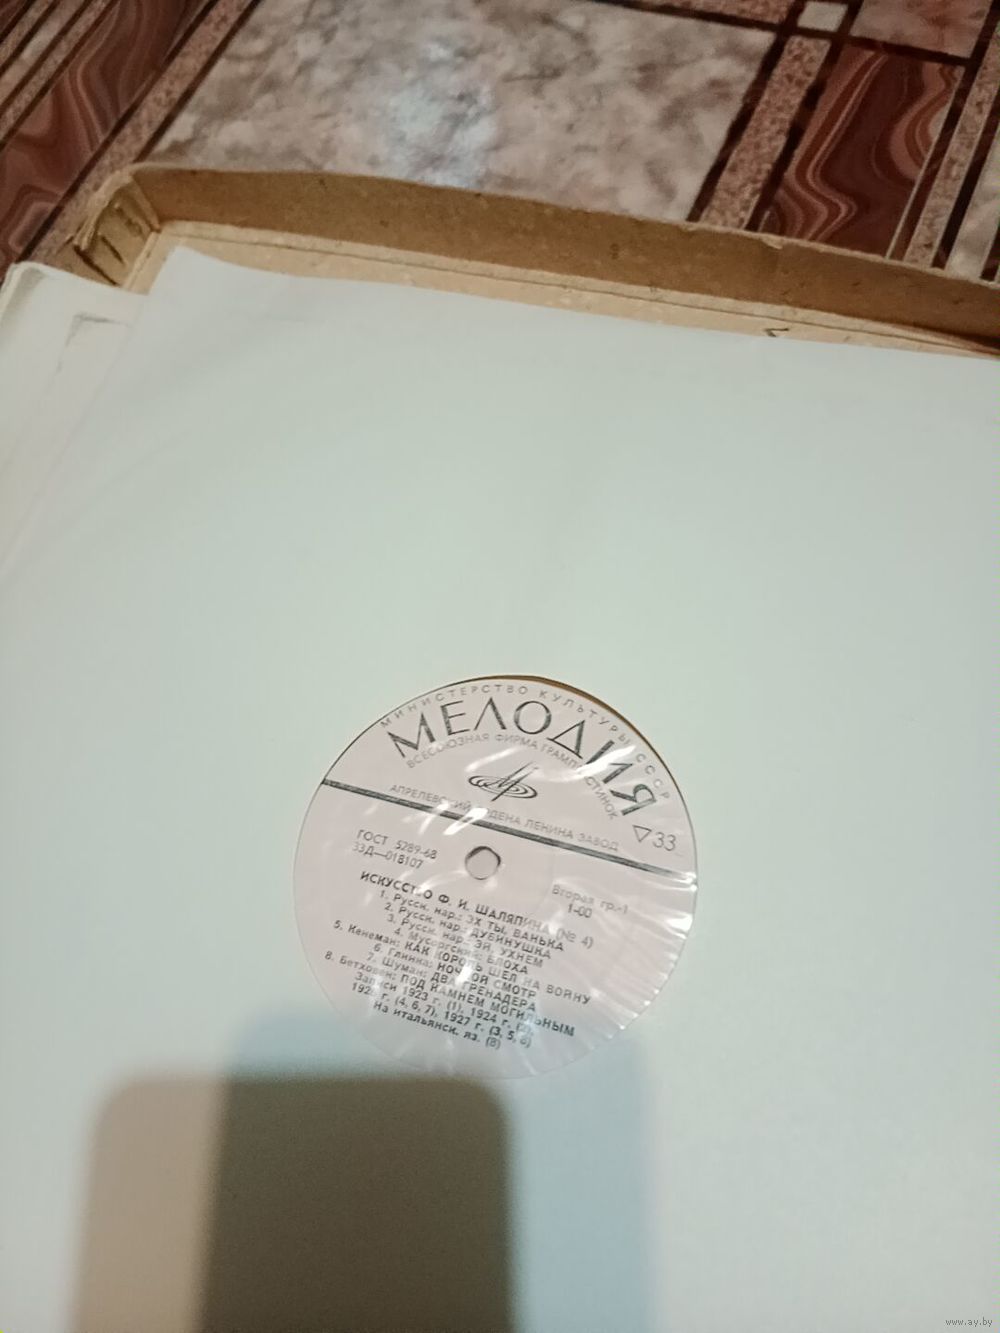 МИНИСТЕРСТВО КУЛЬТУРЫ СССР
МЕЛОДИЯ
ВСЕСОЮЗНАЯ ФИРМА ГРАМПЛАСТИНОК
АПРЕЛЕВСКИЙ ОРДЕНА ЛЕНИНА ЗАВОД
▽33
ГОСТ 5289-68
33Д—018107
Вторая гр.-1
1-00
ИСКУССТВО Ф. И. ШАЛЯПИНА (№ 4)
1. Русск. нар.: ЭХ ТЫ, ВАНЬКА
2. Русск. нар.: ДУБИНУШКА
3. Русск. нар.: ЭЙ, УХНЕМ
4. Мусоргский: БЛОХА
5. Кенеман: КАК КОРОЛЬ ШЕЛ НА ВОЙНУ
6. Глинка: НОЧНОЙ СМОТР
7. Шуман: ДВА ГРЕНАДЕРА
8. Бетховен: ПОД КАМНЕМ МОГИЛЬНЫМ
Записи 1923 г. (1), 1924 г.
г. (4, 6, 7), 1927 г. (3, 5, 8)
На итальянск. яз. (8)
www.ay.by